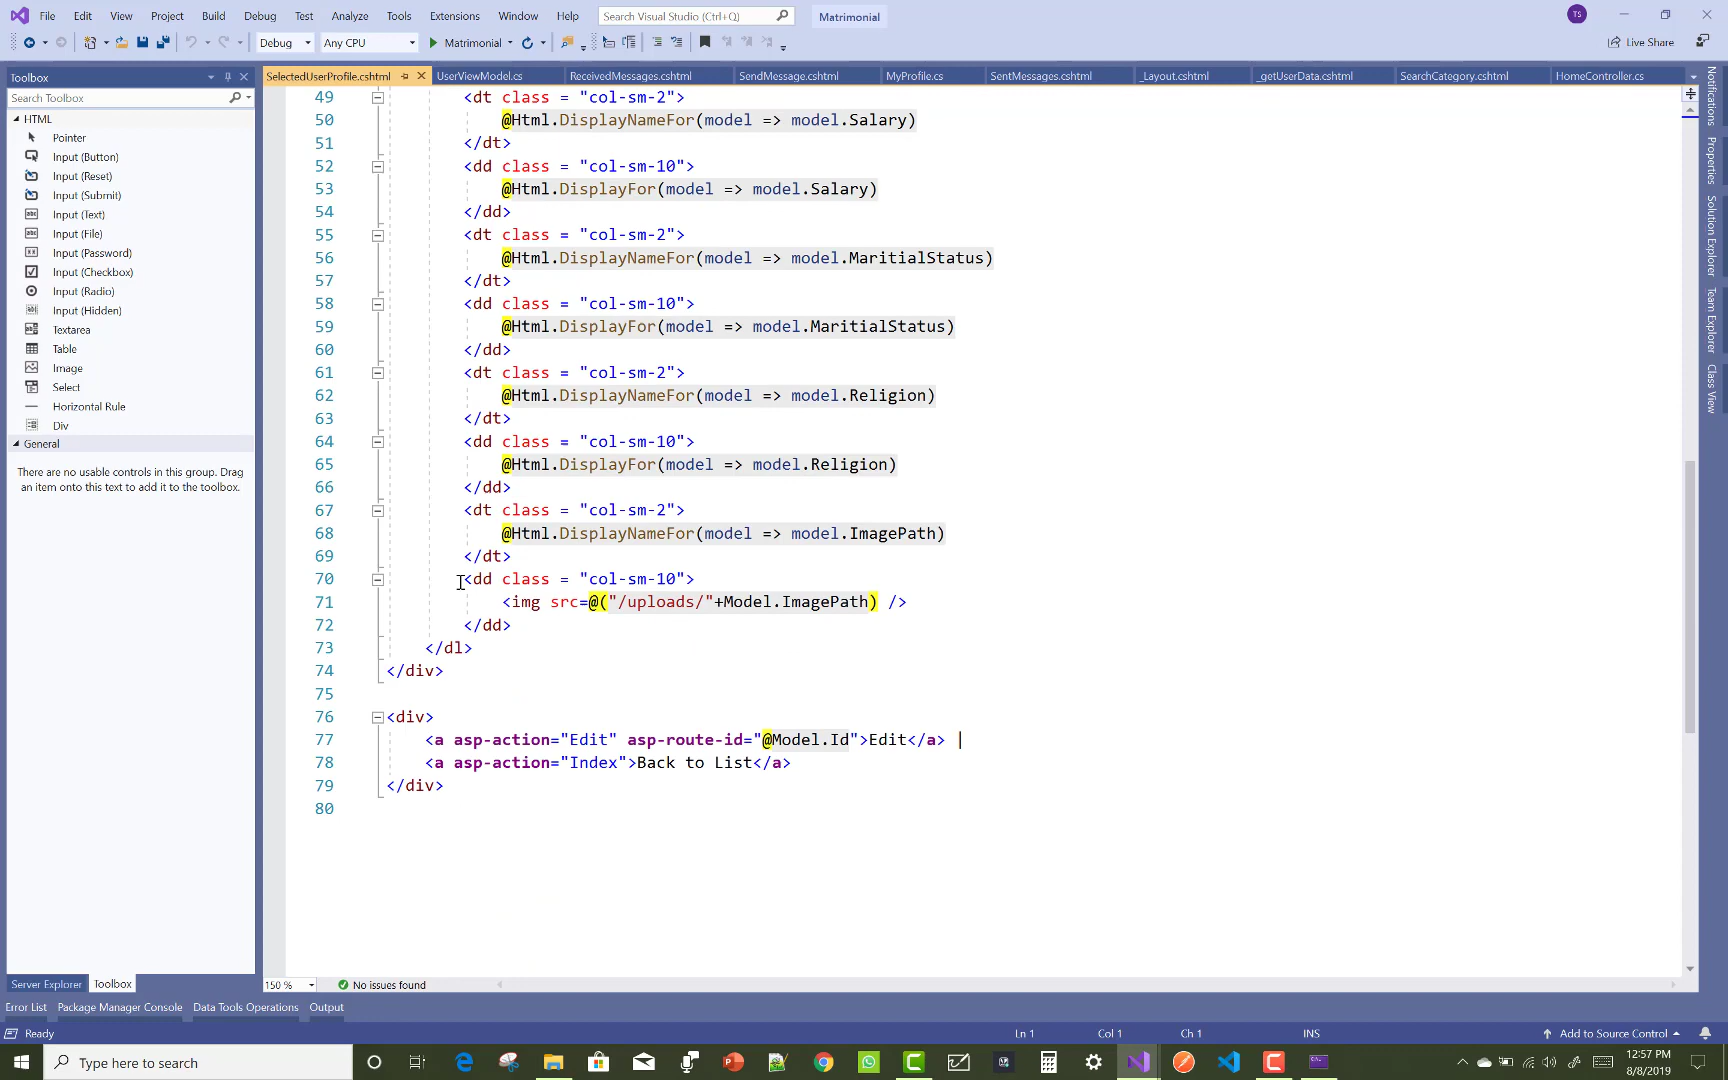 File Edit View Project Build Debug Test Analyze Tools Extensions Window Help Search Visual Studio (Ctrl+Q) Matrimonial TS
Debug Any CPU Matrimonial Live Share
Toolbox
Search Toolbox
HTML
Pointer
Input (Button)
Input (Reset)
Input (Submit)
Input (Text)
Input (File)
Input (Password)
Input (Checkbox)
Input (Radio)
Input (Hidden)
Textarea
Table
Image
Select
Horizontal Rule
Div
General
There are no usable controls in this group. Drag
an item onto this text to add it to the toolbox.
Server Explorer Toolbox
SelectedUserProfile.cshtml UserViewModel.cs ReceivedMessages.cshtml SendMessage.cshtml MyProfile.cs SentMessages.cshtml _Layout.cshtml _getUserData.cshtml SearchCategory.cshtml HomeController.cs
49 <dt class = "col-sm-2">
50 @Html.DisplayNameFor(model => model.Salary)
51 </dt>
52 <dd class = "col-sm-10">
53 @Html.DisplayFor(model => model.Salary)
54 </dd>
55 <dt class = "col-sm-2">
56 @Html.DisplayNameFor(model => model.MaritialStatus)
57 </dt>
58 <dd class = "col-sm-10">
59 @Html.DisplayFor(model => model.MaritialStatus)
60 </dd>
61 <dt class = "col-sm-2">
62 @Html.DisplayNameFor(model => model.Religion)
63 </dt>
64 <dd class = "col-sm-10">
65 @Html.DisplayFor(model => model.Religion)
66 </dd>
67 <dt class = "col-sm-2">
68 @Html.DisplayNameFor(model => model.ImagePath)
69 </dt>
70 <dd class = "col-sm-10">
71 <img src=@("/uploads/"+Model.ImagePath) />
72 </dd>
73 </dl>
74 </div>
75
76 <div>
77 <a asp-action="Edit" asp-route-id="@Model.Id">Edit</a> |
78 <a asp-action="Index">Back to List</a>
79 </div>
80
150 % No issues found
Notifications
Properties
Solution Explorer
Team Explorer
Class View
Error List Package Manager Console Data Tools Operations Output
Ready Ln 1 Col 1 Ch 1 INS Add to Source Control
Type here to search
12:57 PM
8/8/2019